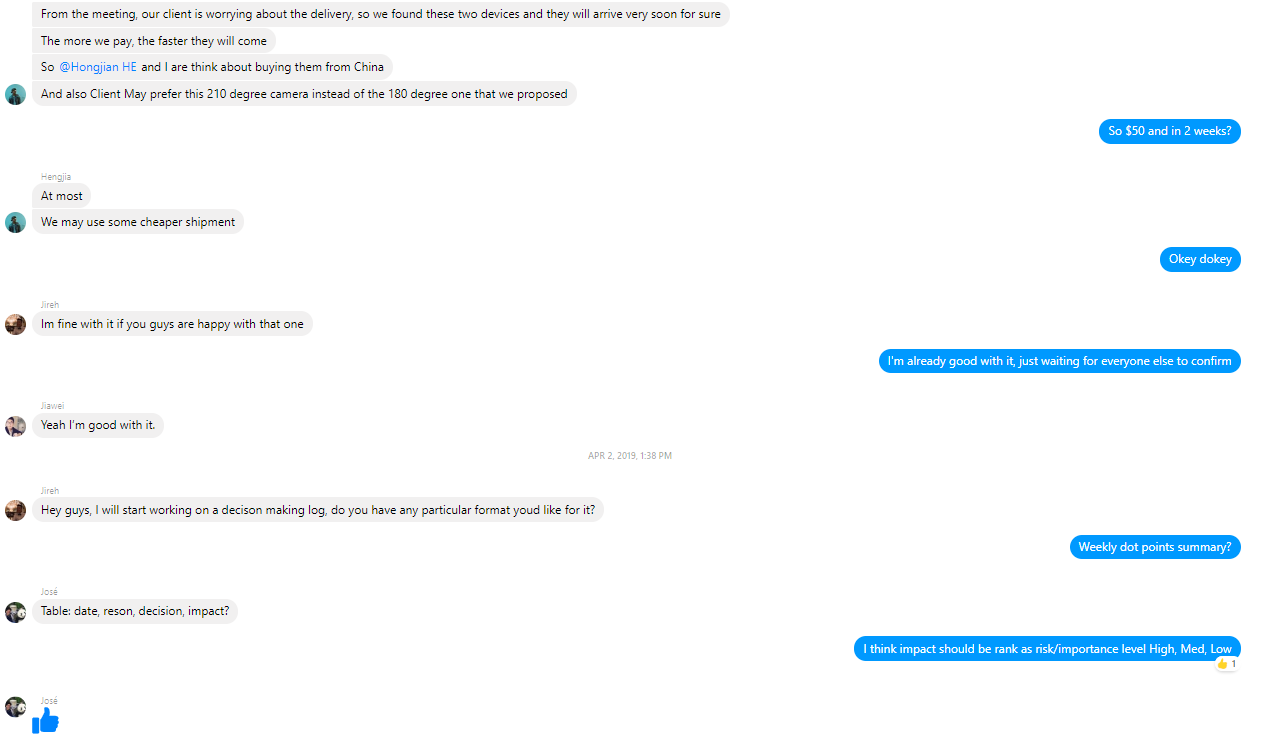 From the meeting, our client is worrying about the delivery, so we found these two devices and they will arrive very soon for sure
The more we pay, the faster they will come
So @Hongjian HE and I are think about buying them from China
And also Client May prefer this 210 degree camera instead of the 180 degree one that we proposed
So $50 and in 2 weeks?
Hengjia
At most
We may use some cheaper shipment
Okey dokey
Jireh
Im fine with it if you guys are happy with that one
I'm already good with it, just waiting for everyone else to confirm
Jiawei
Yeah I'm good with it.
APR 2, 2019, 1:38 PM
Jireh
Hey guys, I will start working on a decison making log, do you have any particular format youd like for it?
Weekly dot points summary?
José
Table: date, reson, decision, impact?
I think impact should be rank as risk/importance level High, Med, Low
1
José